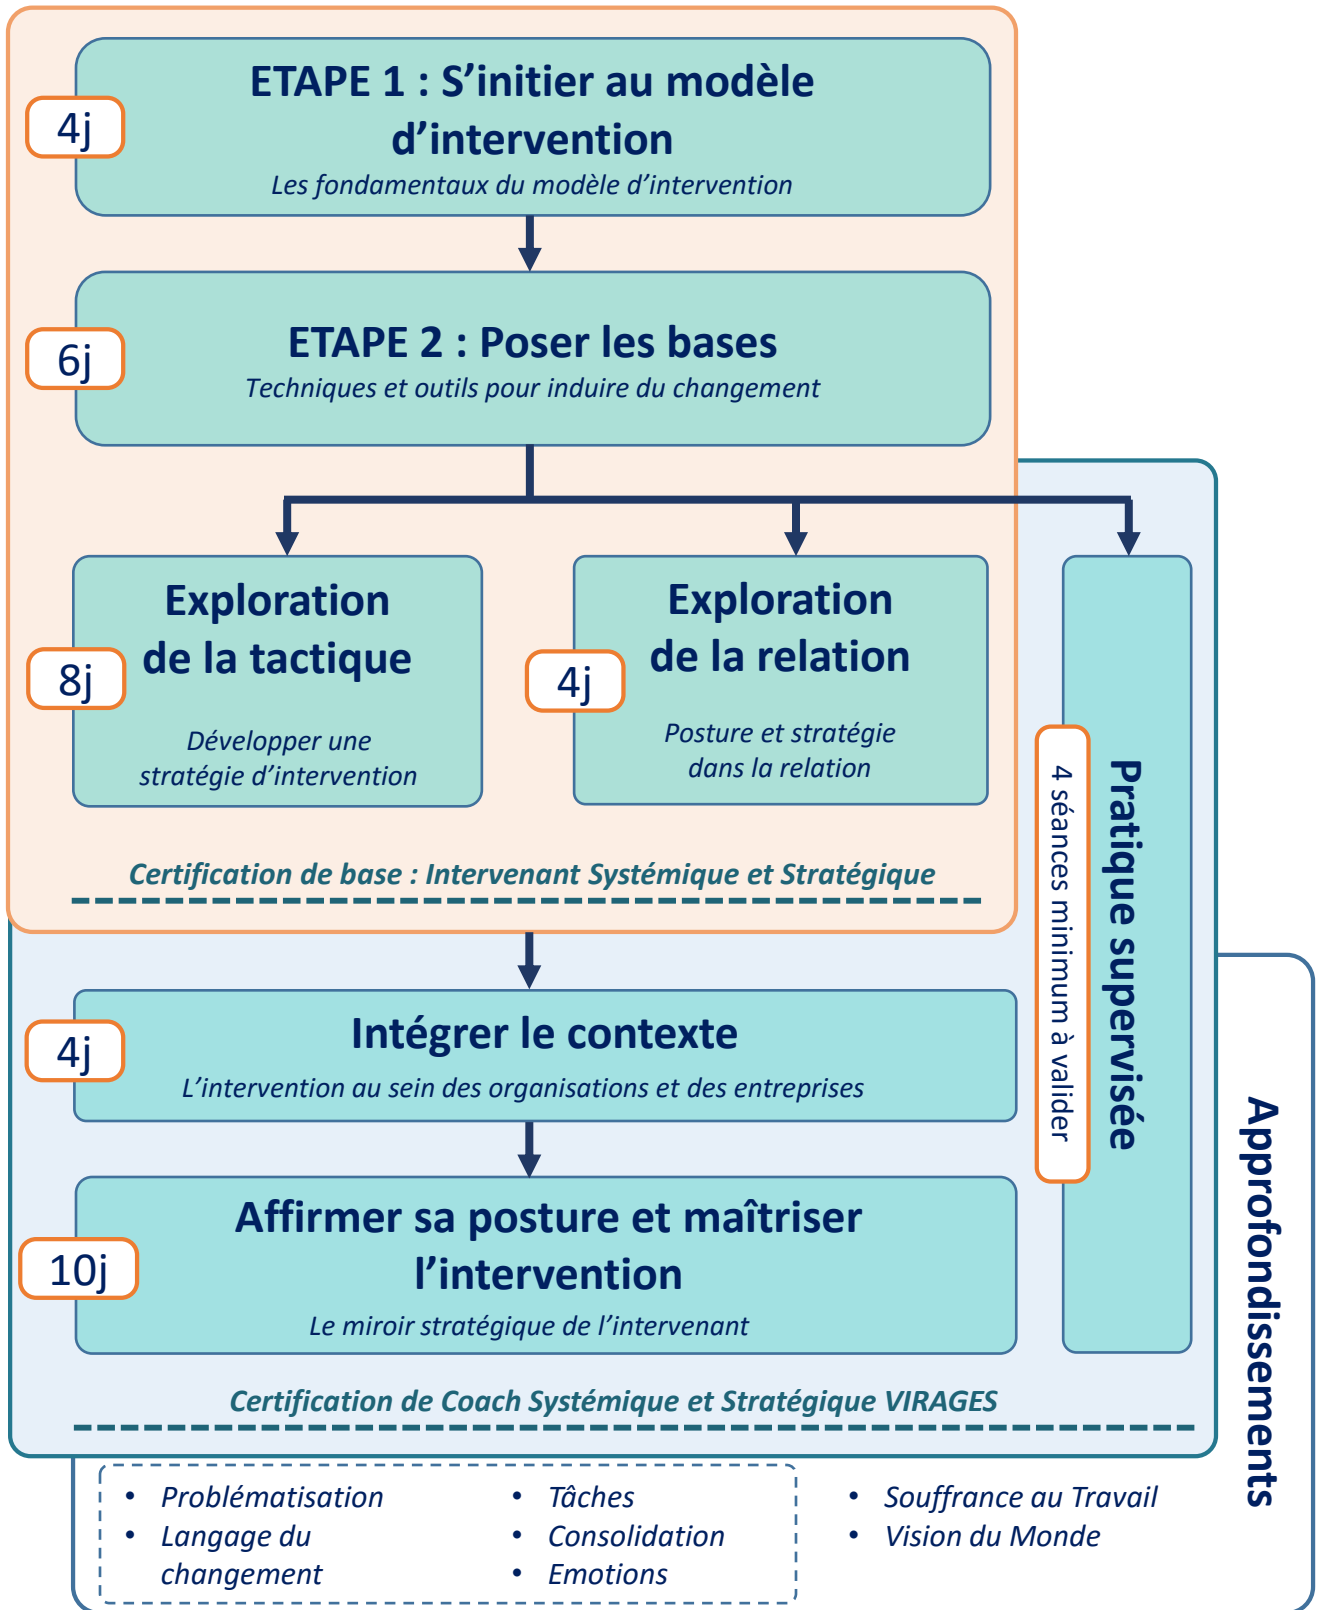 ETAPE 1 : S’initier au modèle
d’intervention
Les fondamentaux du modèle d’intervention
4j
ETAPE 2 : Poser les bases
Techniques et outils pour induire du changement
6j
Exploration
de la tactique
8j
Développer une
stratégie d’intervention
Exploration
de la relation
4j
Posture et stratégie
dans la relation
Pratique supervisée
4 séances minimum à valider
Certification de base : Intervenant Systémique et Stratégique
Intégrer le contexte
4j
L’intervention au sein des organisations et des entreprises
Affirmer sa posture et maîtriser
l’intervention
10j
Le miroir stratégique de l’intervenant
Certification de Coach Systémique et Stratégique VIRAGES
Approfondissements
• Problématisation
• Langage du
changement
• Tâches
• Consolidation
• Emotions
• Souffrance au Travail
• Vision du Monde